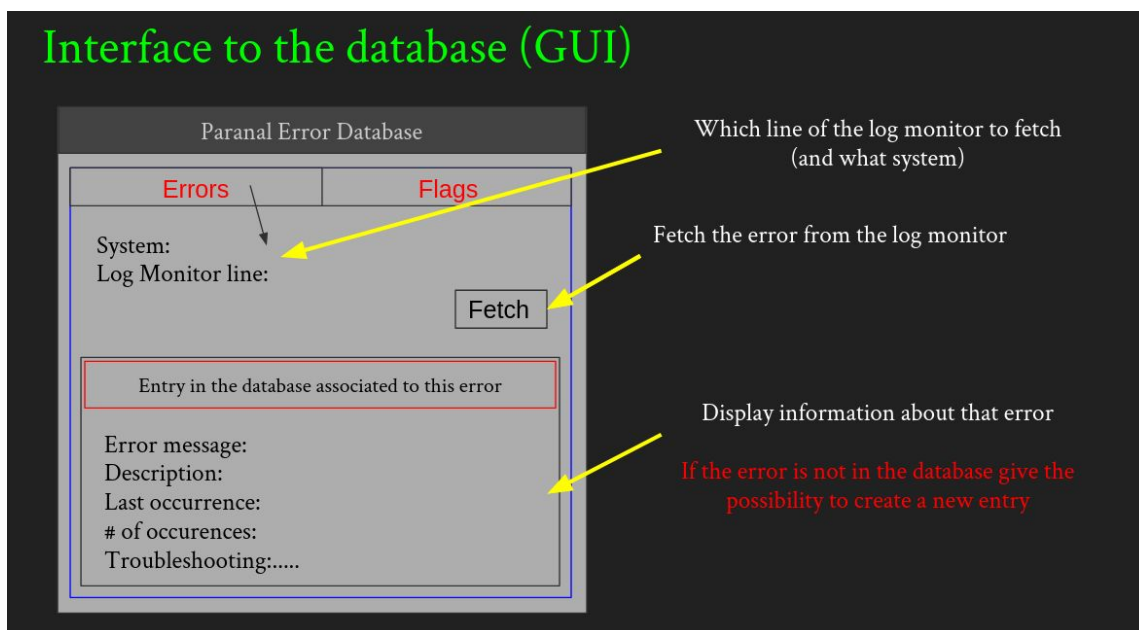 Interface to the database (GUI)
Paranal Error Database
Errors
Flags
System:
Log Monitor line:
Fetch
Entry in the database associated to this error
Error message:
Description:
Last occurrence:
# of occurences:
Troubleshooting:.....
Which line of the log monitor to fetch
(and what system)
Fetch the error from the log monitor
Display information about that error
If the error is not in the database give the
possibility to create a new entry